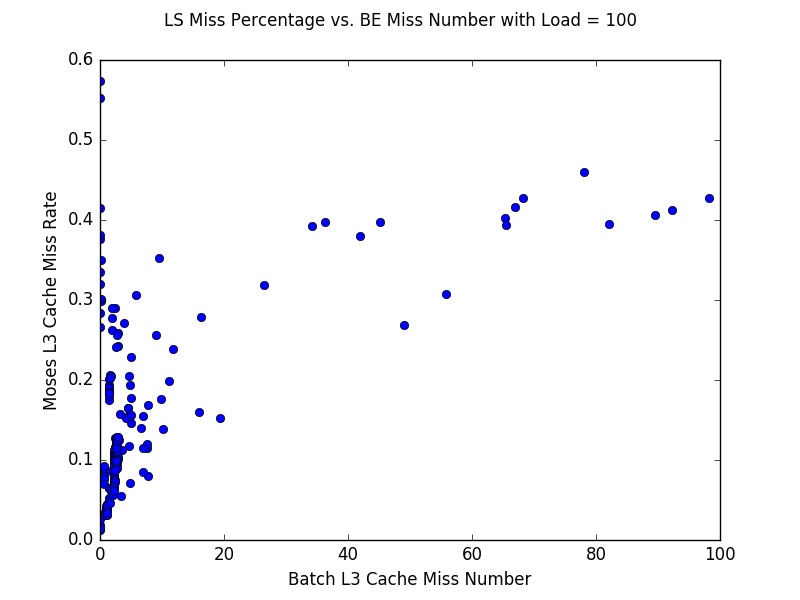 LS Miss Percentage vs. BE Miss Number with Load = 100
0.6
0.5
0.4
0.3
0.2
0.1
0.0
Moses L3 Cache Miss Rate
0 20 40 60 80 100
Batch L3 Cache Miss Number